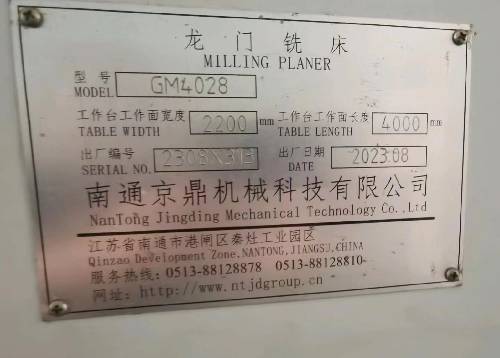 龙门铣床
MILLING PLANER
型号 MODEL GM4028
工作台工作面宽度 TABLE WIDTH 2200 mm 工作台工作面长度 TABLE LENGTH 4000 mm
出厂编号 SERIAL NO. 出厂日期 DATE 2023.08
南通京鼎机械科技有限公司
NanTong Jingding Mechanical Technology Co.,Ltd
江苏省南通市港闸区秦灶工业园区
Qinzao Development Zone,NANTONG,JIANGSU,CHINA
服务热线: 0513-88128878 0513-88128810
网址: http://www.ntjdgroup.cn